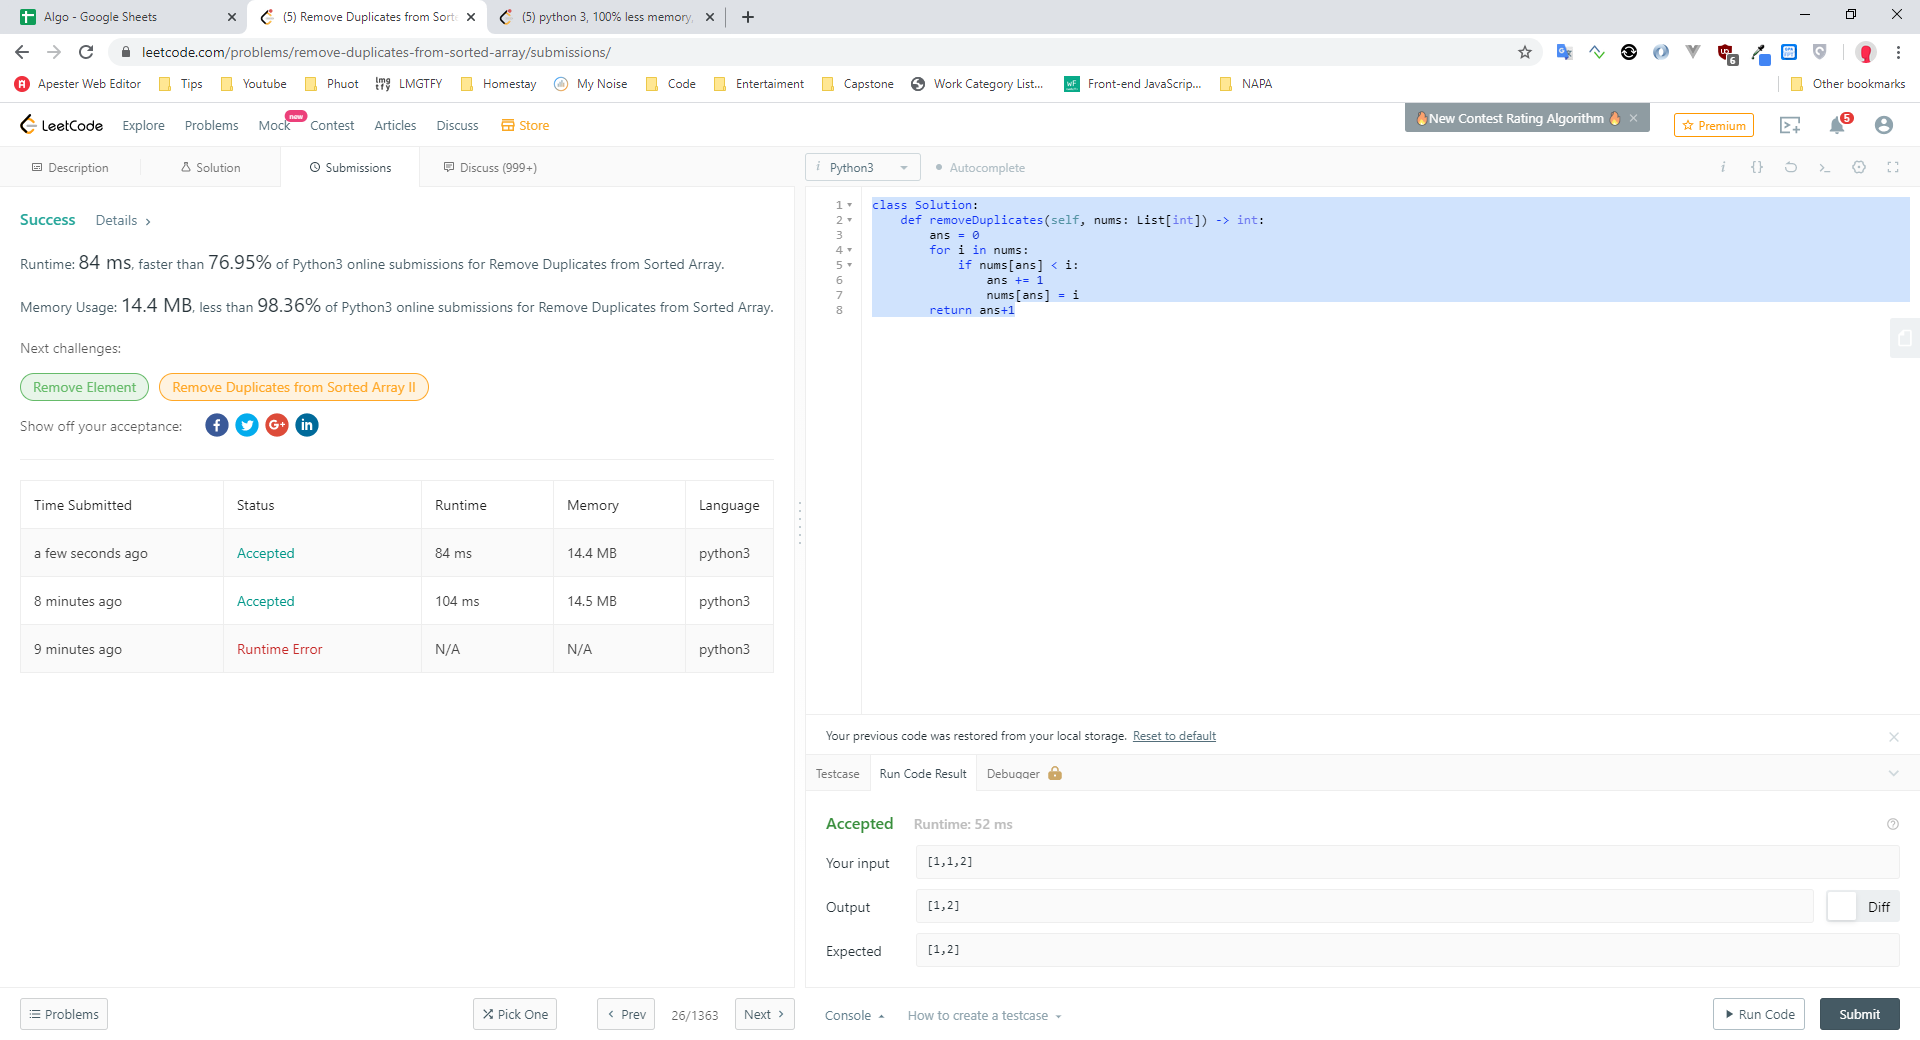 Algo - Google Sheets
(5) Remove Duplicates from Sorte
(5) python 3, 100% less memory,
leetcode.com/problems/remove-duplicates-from-sorted-array/submissions/
6
Apester Web Editor
Tips
Youtube
Phuot
LMGTFY
Homestay
My Noise
Code
Entertaiment
Capstone
Work Category List...
Front-end JavaScrip...
NAPA
Other bookmarks
LeetCode
Explore
Problems
Mock
new
Contest
Articles
Discuss
Store
🔥New Contest Rating Algorithm 🔥
Premium
5
Description
Solution
Submissions
Discuss (999+)
i Python3
Autocomplete
i {}
Success
Details
Runtime: 84 ms, faster than 76.95% of Python3 online submissions for Remove Duplicates from Sorted Array.
Memory Usage: 14.4 MB, less than 98.36% of Python3 online submissions for Remove Duplicates from Sorted Array.
Next challenges:
Remove Element
Remove Duplicates from Sorted Array II
Show off your acceptance:
Time Submitted Status Runtime Memory Language
a few seconds ago Accepted 84 ms 14.4 MB python3
8 minutes ago Accepted 104 ms 14.5 MB python3
9 minutes ago Runtime Error N/A N/A python3
1 class Solution:
2 def removeDuplicates(self, nums: List[int]) -> int:
3 ans = 0
4 for i in nums:
5 if nums[ans] < i:
6 ans += 1
7 nums[ans] = i
8 return ans+1
Your previous code was restored from your local storage. Reset to default
Testcase
Run Code Result
Debugger
Accepted Runtime: 52 ms
Your input [1,1,2]
Output [1,2]
Diff
Expected [1,2]
Problems
Pick One
Prev
26/1363
Next
Console
How to create a testcase
Run Code
Submit